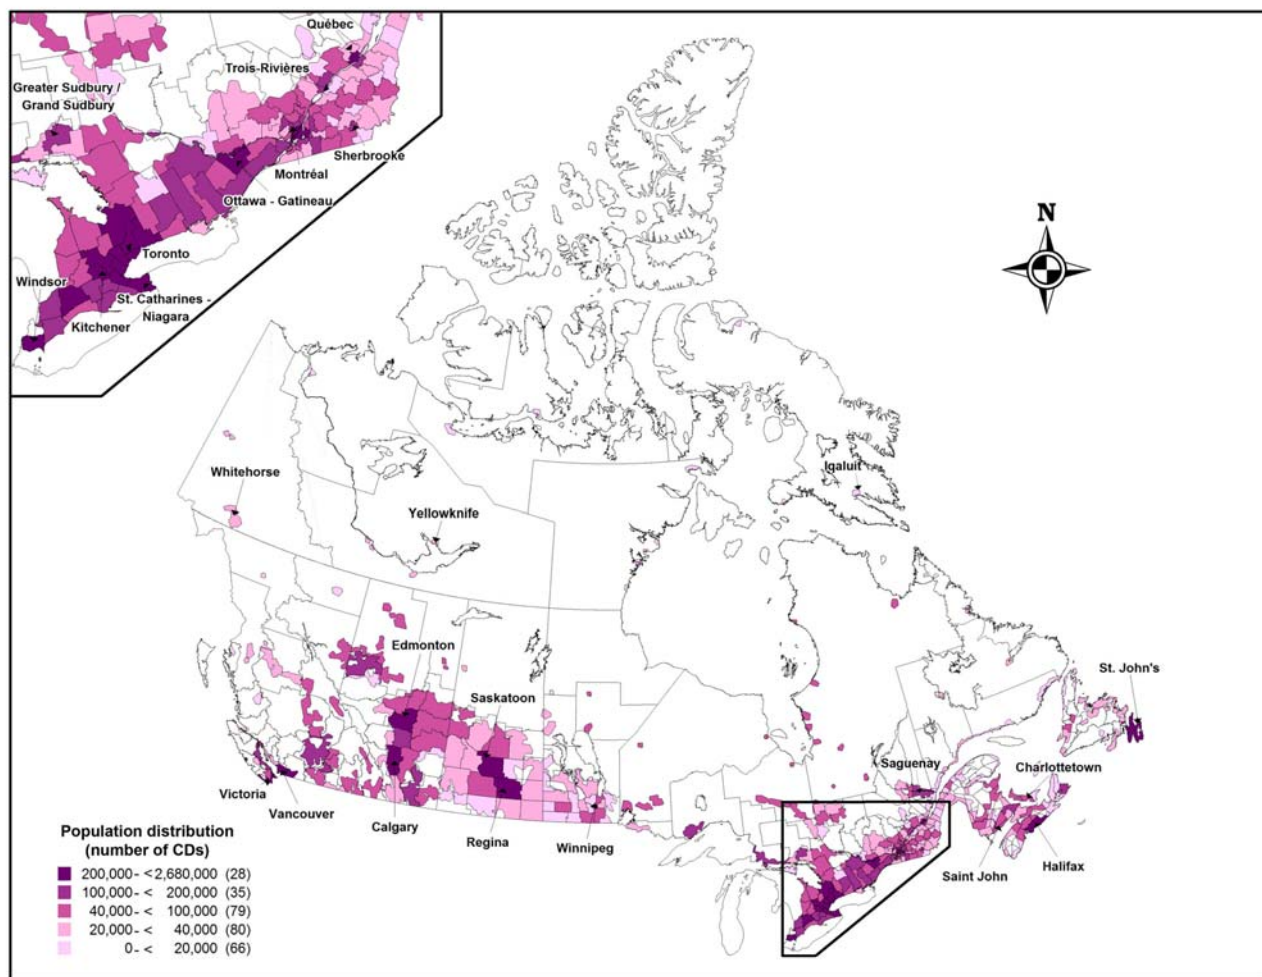 Québec
Trois-Rivières
Greater Sudbury /
Grand Sudbury
Sherbrooke
Montréal
Ottawa - Gatineau
Toronto
Windsor
St. Catharines -
Niagara
Kitchener
N
Whitehorse
Yellowknife
Iqaluit
Edmonton
Saskatoon
St. John's
Saguenay
Charlottetown
Victoria
Vancouver
Calgary
Regina
Winnipeg
Saint John
Halifax
Population distribution
(number of CDs)
200,000 - < 2,680,000 (28)
100,000 - < 200,000 (35)
40,000 - < 100,000 (79)
20,000 - < 40,000 (80)
0 - < 20,000 (66)